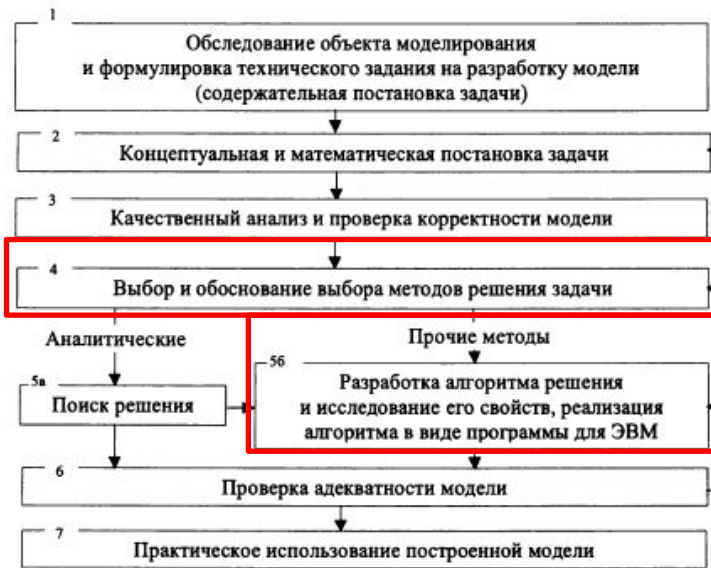 1
Обследование объекта моделирования
и формулировка технического задания на разработку модели
(содержательная постановка задачи)
2
Концептуальная и математическая постановка задачи
3
Качественный анализ и проверка корректности модели
4
Выбор и обоснование выбора методов решения задачи
Аналитические
Прочие методы
5а
Поиск решения
5б
Разработка алгоритма решения
и исследование его свойств, реализация
алгоритма в виде программы для ЭВМ
6
Проверка адекватности модели
7
Практическое использование построенной модели